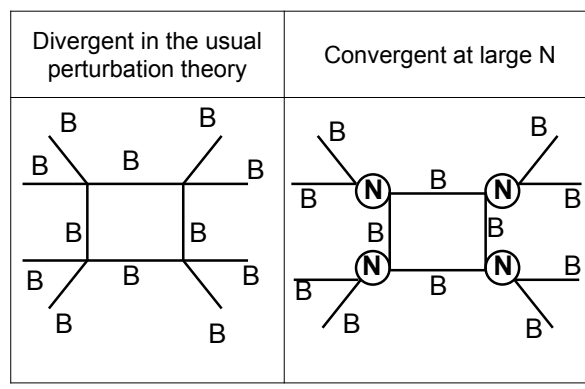 Divergent in the usual
perturbation theory
B B
B B B
B B
B B B
B B
Convergent at large N
B B
B N B N B
B B
N N
B B B
B B